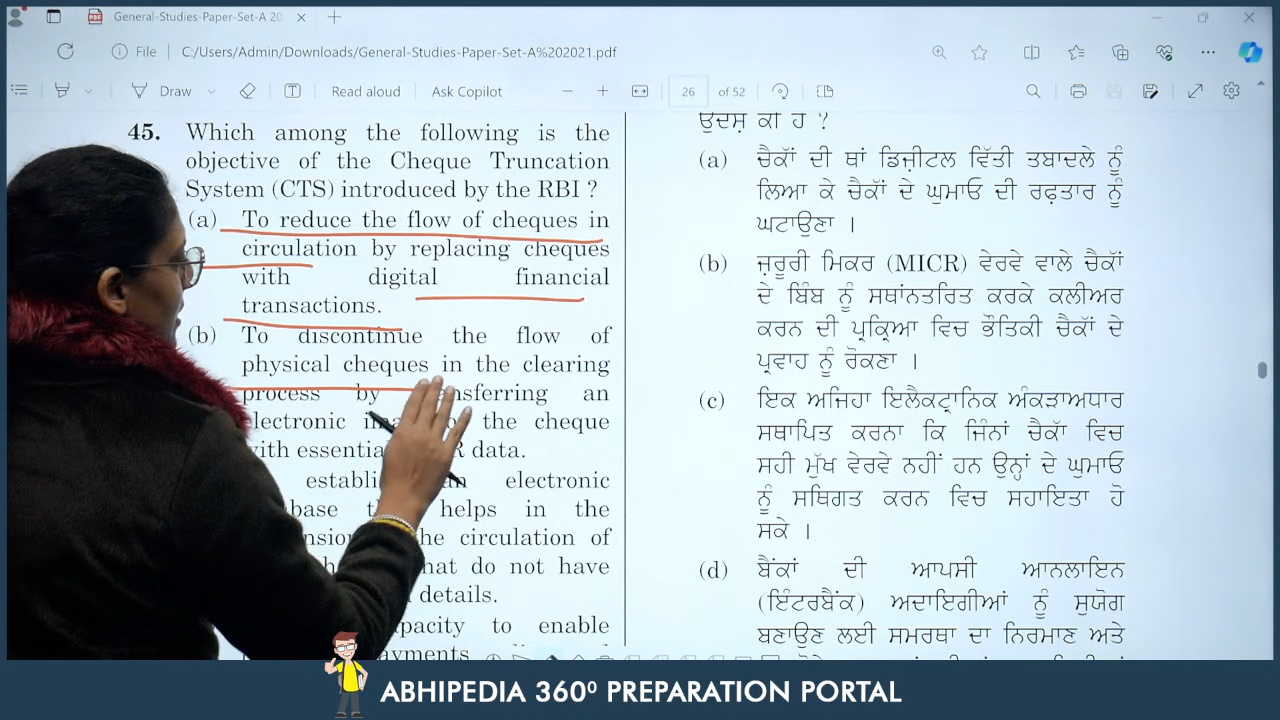 General-Studies-Paper-Set-A 20
File
C:/Users/Admin/Downloads/General-Studies-Paper-Set-A%202021.pdf
Draw
Read aloud
Ask Copilot
26 of 52
45. Which among the following is the
objective of the Cheque Truncation
System (CTS) introduced by the RBI ?
(a) To reduce the flow of cheques in
circulation by replacing cheques
with digital financial
transactions.
(b) To discontinue the flow of
physical cheques in the clearing
process by an
electronic the cheque
with data.
electronic
helps in the
the circulation of
do not have
details.
to enable
ਉਦੇਸ਼ ਕੀ ਹੈ ?
(a) ਚੈਕਾਂ ਦੀ ਥਾਂ ਡਿਜ਼ੀਟਲ ਵਿੱਤੀ ਤਬਾਦਲੇ ਨੂੰ
ਲਿਆ ਕੇ ਚੈਕਾਂ ਦੇ ਘੁਮਾਓ ਦੀ ਰਫ਼ਤਾਰ ਨੂੰ
ਘਟਾਉਣਾ ।
(b) ਜ਼ਰੂਰੀ ਮਿਕਰ (MICR) ਵੇਰਵੇ ਵਾਲੇ ਚੈਕਾਂ
ਦੇ ਬਿੰਬ ਨੂੰ ਸਥਾਂਨਤਰਿਤ ਕਰਕੇ ਕਲੀਅਰ
ਕਰਨ ਦੀ ਪ੍ਰਕ੍ਰਿਆ ਵਿਚ ਭੌਤਿਕੀ ਚੈਕਾਂ ਦੇ
ਪ੍ਰਵਾਹ ਨੂੰ ਰੋਕਣਾ ।
(c) ਇਕ ਅਜਿਹਾ ਇਲੈਕਟ੍ਰਾਨਿਕ ਅੰਕੜਾਅਧਾਰ
ਸਥਾਪਿਤ ਕਰਨਾ ਕਿ ਜਿੰਨਾਂ ਚੈਕਾਂ ਵਿਚ
ਸਹੀ ਮੁੱਖ ਵੇਰਵੇ ਨਹੀਂ ਹਨ ਉਨ੍ਹਾਂ ਦੇ ਘੁਮਾਓ
ਨੂੰ ਸਥਿਗਤ ਕਰਨ ਵਿਚ ਸਹਾਇਤਾ ਹੋ
ਸਕੇ ।
(d) ਬੈਂਕਾਂ ਦੀ ਆਪਸੀ ਆਨਲਾਇਨ
(ਇੰਟਰਬੈਂਕ) ਅਦਾਇਗੀਆਂ ਨੂੰ ਸੁਯੋਗ
ਬਣਾਉਣ ਲਈ ਸਮਰਥਾ ਦਾ ਨਿਰਮਾਣ ਅਤੇ
ABHIPEDIA 360⁰ PREPARATION PORTAL